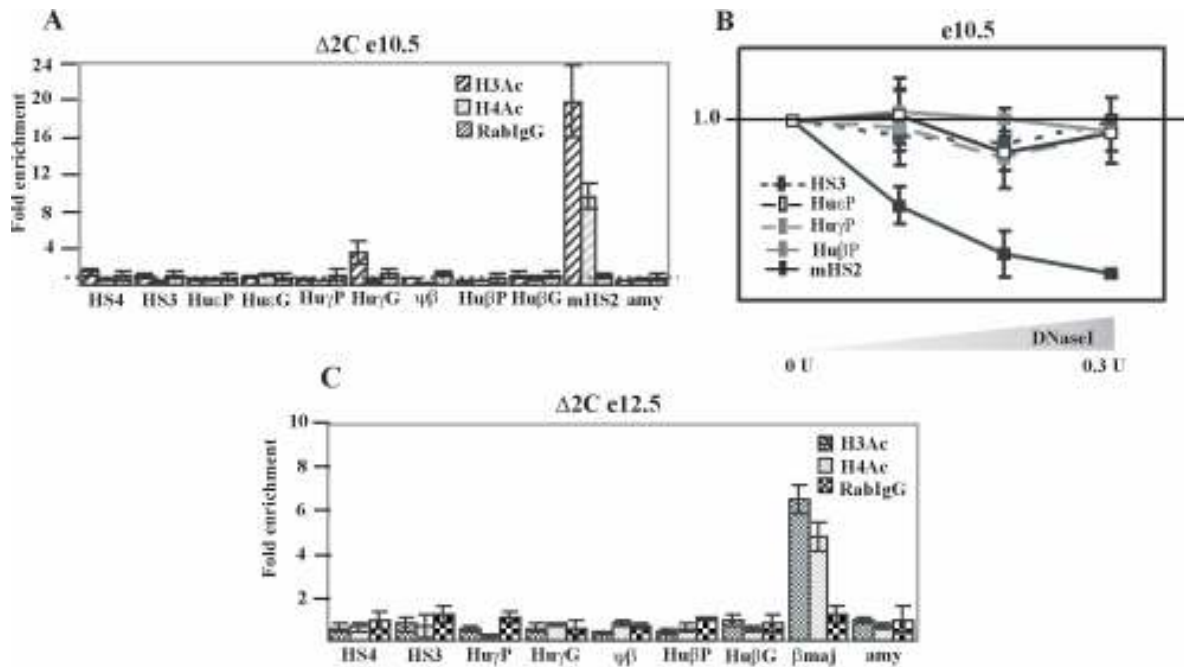 A
Δ2C e10.5
Fold enrichment
24
20
16
12
8
4
H3Ac
H4Ac
RabIgG
HS4 HS3 HuεP HuεG HuγP HuγG ψβ HuβP HuβG mHS2 amy
B
e10.5
1.0
HS3
HuεP
HuγP
HuβP
mHS2
DNaseI
0 U 0.3 U
C
Δ2C e12.5
Fold enrichment
10
8
6
4
2
H3Ac
H4Ac
RabIgG
HS4 HS3 HuγP HuγG ψβ HuβP HuβG βmaj amy